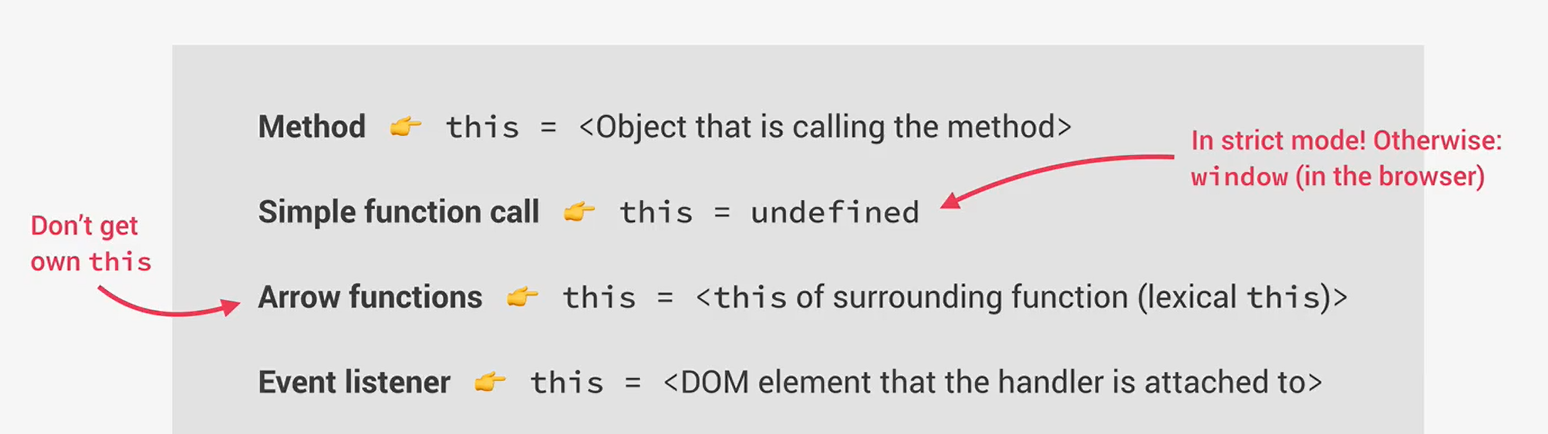 Method 👉 this = <Object that is calling the method>
In strict mode! Otherwise:
window (in the browser)
Simple function call 👉 this = undefined
Don’t get
own this
Arrow functions 👉 this = <this of surrounding function (lexical this)>
Event listener 👉 this = <DOM element that the handler is attached to>